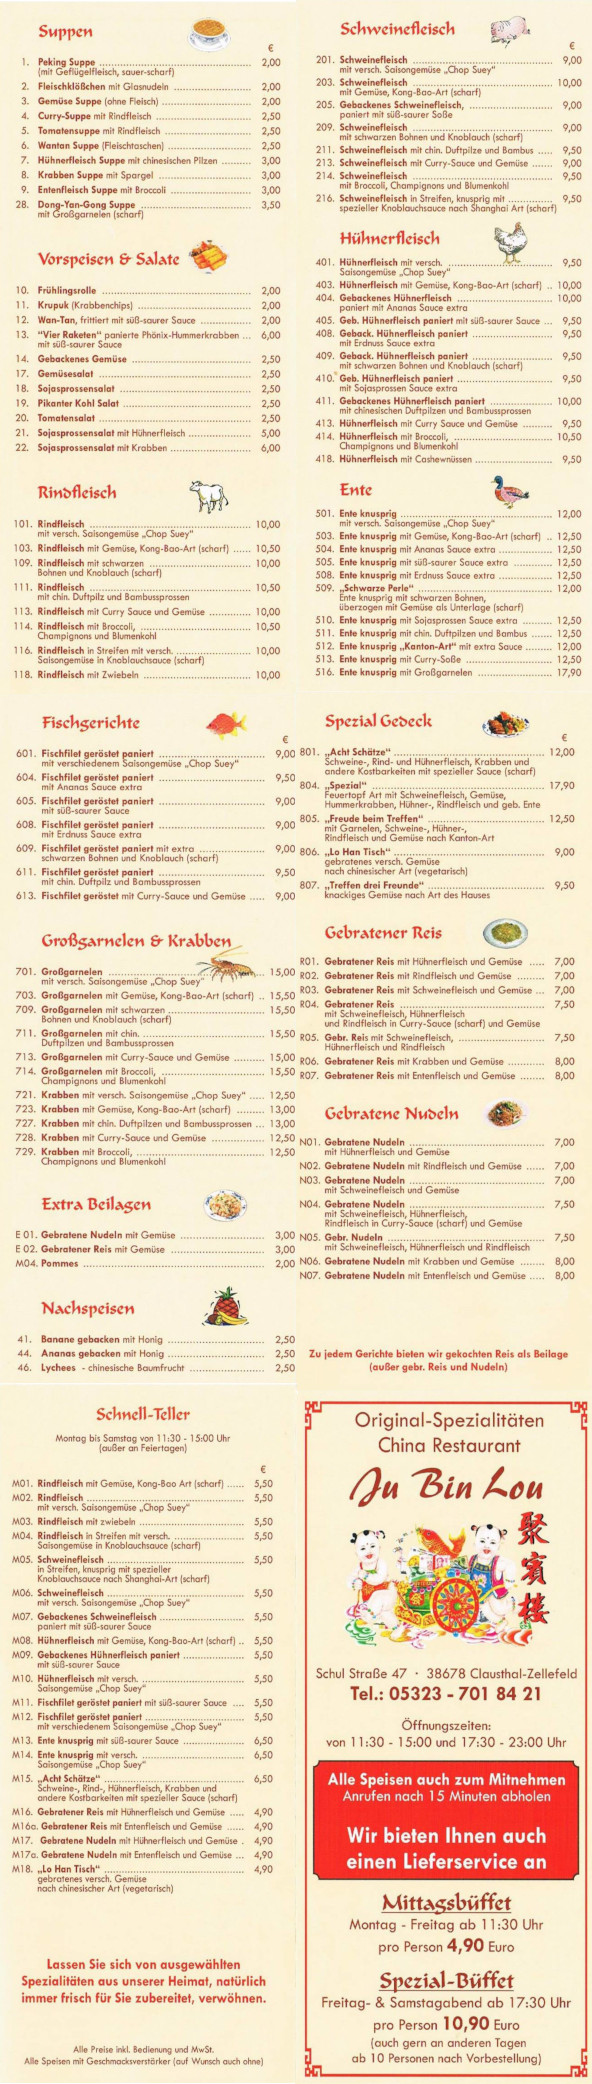 Suppen
€
1. Peking Suppe 2,00
(mit Geflügelfleisch, sauer-scharf)
2. Fleischklößchen mit Glasnudeln 2,00
3. Gemüse Suppe (ohne Fleisch) 2,00
4. Curry-Suppe mit Rindfleisch 2,50
5. Tomatensuppe mit Rindfleisch 2,50
6. Wantan Suppe (Fleischtaschen) 2,50
7. Hühnerfleisch Suppe mit chinesischen Pilzen 3,00
8. Krabben Suppe mit Spargel 3,00
9. Entenfleisch Suppe mit Broccoli 3,00
28. Dong-Yan-Gong Suppe 3,50
mit Großgarnelen (scharf)
Vorspeisen & Salate
10. Frühlingsrolle 2,00
11. Krupuk (Krabbenchips) 2,00
12. Wan-Tan, frittiert mit süß-saurer Sauce 2,00
13. "Vier Raketen" panierte Phönix-Hummerkrabben ... 6,00
mit süß-saurer Sauce
14. Gebackenes Gemüse 2,50
17. Gemüsesalat 2,50
18. Sojasprossensalat 2,50
19. Pikanter Kohl Salat 2,50
20. Tomatensalat 2,50
21. Sojasprossensalat mit Hühnerfleisch 5,00
22. Sojasprossensalat mit Krabben 6,00
Rindfleisch
101. Rindfleisch 10,00
mit versch. Saisongemüse „Chop Suey"
103. Rindfleisch mit Gemüse, Kong-Bao-Art (scharf) 10,50
109. Rindfleisch mit schwarzen 10,00
Bohnen und Knoblauch (scharf)
111. Rindfleisch 10,50
mit chin. Duftpilz und Bambussprossen
113. Rindfleisch mit Curry Sauce und Gemüse 10,00
114. Rindfleisch mit Broccoli, 10,50
Champignons und Blumenkohl
116. Rindfleisch in Streifen mit versch. 10,00
Saisongemüse in Knoblauchsauce (scharf)
118. Rindfleisch mit Zwiebeln 10,00
Schweinefleisch
€
201. Schweinefleisch 9,00
mit versch. Saisongemüse „Chop Suey"
203. Schweinefleisch 10,00
mit Gemüse, Kong-Bao-Art (scharf)
205. Gebackenes Schweinefleisch, 9,00
paniert mit süß-saurer Soße
209. Schweinefleisch 9,00
mit schwarzen Bohnen und Knoblauch (scharf)
211. Schweinefleisch mit chin. Duftpilze und Bambus 9,50
213. Schweinefleisch mit Curry-Sauce und Gemüse 9,00
214. Schweinefleisch 9,50
mit Broccoli, Champignons und Blumenkohl
216. Schweinefleisch in Streifen, knusprig mit 9,50
spezieller Knoblauchsauce nach Shanghai Art (scharf)
Hühnerfleisch
401. Hühnerfleisch mit versch. 9,50
Saisongemüse „Chop Suey"
403. Hühnerfleisch mit Gemüse, Kong-Bao-Art (scharf) .. 10,00
404. Gebackenes Hühnerfleisch 10,00
paniert mit Ananas Sauce extra
405. Geb. Hühnerfleisch paniert mit süß-saurer Sauce ... 9,50
408. Geback. Hühnerfleisch paniert 9,50
mit Erdnuss Sauce extra
409. Geback. Hühnerfleisch paniert 9,50
mit schwarzen Bohnen und Knoblauch (scharf)
410. Geb. Hühnerfleisch paniert 9,50
mit Sojasprossen Sauce extra
411. Gebackenes Hühnerfleisch paniert 10,00
mit chinesischen Duftpilzen und Bambussprossen
413. Hühnerfleisch mit Curry Sauce und Gemüse 9,50
414. Hühnerfleisch mit Broccoli, 10,50
Champignons und Blumenkohl
418. Hühnerfleisch mit Cashewnüssen 9,50
Ente
501. Ente knusprig 12,00
mit versch. Saisongemüse „Chop Suey"
503. Ente knusprig mit Gemüse, Kong-Bao-Art (scharf) .. 12,50
504. Ente knusprig mit Ananas Sauce extra 12,50
505. Ente knusprig mit süß-saurer Sauce extra 12,50
508. Ente knusprig mit Erdnuss Sauce extra 12,50
509. „Schwarze Perle" 12,00
Ente knusprig mit schwarzen Bohnen,
überzogen mit Gemüse als Unterlage (scharf)
510. Ente knusprig mit Sojasprossen Sauce extra 12,50
511. Ente knusprig mit chin. Duftpilzen und Bambus 12,50
512. Ente knusprig „Kanton-Art" mit extra Sauce 12,00
513. Ente knusprig mit Curry-Soße 12,50
516. Ente knusprig mit Großgarnelen 17,90
Fischgerichte
€
601. Fischfilet geröstet paniert 9,00
mit verschiedenem Saisongemüse „Chop Suey"
604. Fischfilet geröstet paniert 9,50
mit Ananas Sauce extra
605. Fischfilet geröstet paniert 9,00
mit süß-saurer Sauce
608. Fischfilet geröstet paniert 9,00
mit Erdnuss Sauce extra
609. Fischfilet geröstet paniert mit extra 9,00
schwarzen Bohnen und Knoblauch (scharf)
611. Fischfilet geröstet paniert 9,50
mit chin. Duftpilz und Bambussprossen
613. Fischfilet geröstet mit Curry-Sauce und Gemüse 9,00
Großgarnelen & Krabben
701. Großgarnelen 15,00
mit versch. Saisongemüse „Chop Suey"
703. Großgarnelen mit Gemüse, Kong-Bao-Art (scharf) .. 15,50
709. Großgarnelen mit schwarzen 15,50
Bohnen und Knoblauch (scharf)
711. Großgarnelen mit chin. 15,50
Duftpilzen und Bambussprossen
713. Großgarnelen mit Curry-Sauce und Gemüse 15,00
714. Großgarnelen mit Broccoli, 15,50
Champignons und Blumenkohl
721. Krabben mit versch. Saisongemüse „Chop Suey" 12,50
723. Krabben mit Gemüse, Kong-Bao-Art (scharf) 13,00
727. Krabben mit chin. Duftpilzen und Bambussprossen ... 13,00
728. Krabben mit Curry-Sauce und Gemüse 12,50
729. Krabben mit Broccoli, 12,50
Champignons und Blumenkohl
Extra Beilagen
E 01. Gebratene Nudeln mit Gemüse 3,00
E 02. Gebratener Reis mit Gemüse 3,00
M04. Pommes 2,00
Nachspeisen
41. Banane gebacken mit Honig 2,50
44. Ananas gebacken mit Honig 2,50
46. Lychees - chinesische Baumfrucht 2,50
Spezial Gedeck
€
801. „Acht Schätze" 12,00
Schweine-, Rind- und Hühnerfleisch, Krabben und
andere Kostbarkeiten mit spezieller Sauce (scharf)
804. „Spezial" 17,90
Feuertopf Art mit Schweinefleisch, Gemüse,
Hummerkrabben, Hühner-, Rindfleisch und geb. Ente
805. „Freude beim Treffen" 12,50
mit Garnelen, Schweine-, Hühner-,
Rindfleisch und Gemüse nach Kanton-Art
806. „Lo Han Tisch" 9,00
gebratenes versch. Gemüse
nach chinesischer Art (vegetarisch)
807. „Treffen drei Freunde" 9,50
knackiges Gemüse nach Art des Hauses
Gebratener Reis
R01. Gebratener Reis mit Hühnerfleisch und Gemüse 7,00
R02. Gebratener Reis mit Rindfleisch und Gemüse 7,00
R03. Gebratener Reis mit Schweinefleisch und Gemüse ... 7,00
R04. Gebratener Reis 7,50
mit Schweinefleisch, Hühnerfleisch
und Rindfleisch in Curry-Sauce (scharf) und Gemüse
R05. Gebr. Reis mit Schweinefleisch, 7,50
Hühnerfleisch und Rindfleisch
R06. Gebratener Reis mit Krabben und Gemüse 8,00
R07. Gebratener Reis mit Entenfleisch und Gemüse 8,00
Gebratene Nudeln
N01. Gebratene Nudeln 7,00
mit Hühnerfleisch und Gemüse
N02. Gebratene Nudeln mit Rindfleisch und Gemüse 7,00
N03. Gebratene Nudeln 7,00
mit Schweinefleisch und Gemüse
N04. Gebratene Nudeln 7,50
mit Schweinefleisch, Hühnerfleisch,
Rindfleisch in Curry-Sauce (scharf) und Gemüse
N05. Gebr. Nudeln 7,50
mit Schweinefleisch, Hühnerfleisch und Rindfleisch
N06. Gebratene Nudeln mit Krabben und Gemüse 8,00
N07. Gebratene Nudeln mit Entenfleisch und Gemüse 8,00
Zu jedem Gerichte bieten wir gekochten Reis als Beilage
(außer gebr. Reis und Nudeln)
Schnell-Teller
Montag bis Samstag von 11:30 - 15:00 Uhr
(außer an Feiertagen)
€
M01. Rindfleisch mit Gemüse, Kong-Bao Art (scharf) 5,50
M02. Rindfleisch 5,50
mit versch. Saisongemüse „Chop Suey"
M03. Rindfleisch mit zwiebeln 5,50
M04. Rindfleisch in Streifen mit versch. 5,50
Saisongemüse in Knoblauchsauce (scharf)
M05. Schweinefleisch 5,50
in Streifen, knusprig mit spezieller
Knoblauchsauce nach Shanghai-Art (scharf)
M06. Schweinefleisch 5,50
mit versch. Saisongemüse „Chop Suey"
M07. Gebackenes Schweinefleisch 5,50
paniert mit süß-saurer Sauce
M08. Hühnerfleisch mit Gemüse, Kong-Bao-Art (scharf) .. 5,50
M09. Gebackenes Hühnerfleisch paniert 5,50
mit süß-saurer Sauce
M10. Hühnerfleisch mit versch. 5,50
Saisongemüse „Chop Suey"
M11. Fischfilet geröstet paniert mit süß-saurer Sauce 5,50
M12. Fischfilet geröstet paniert 5,50
mit verschiedenem Saisongemüse „Chop Suey"
M13. Ente knusprig mit süß-saurer Sauce 6,50
M14. Ente knusprig mit versch. 6,50
Saisongemüse „Chop Suey"
M15. „Acht Schätze" 6,50
Schweine-, Rind-, Hühnerfleisch, Krabben und
andere Kostbarkeiten mit spezieller Sauce (scharf)
M16. Gebratener Reis mit Hühnerfleisch und Gemüse 4,90
M16a. Gebratener Reis mit Entenfleisch und Gemüse 4,90
M17. Gebratene Nudeln mit Hühnerfleisch und Gemüse . 4,90
M17a. Gebratene Nudeln mit Entenfleisch und Gemüse ... 4,90
M18. „Lo Han Tisch" 4,90
gebratenes versch. Gemüse
nach chinesischer Art (vegetarisch)
Lassen Sie sich von ausgewählten
Spezialitäten aus unserer Heimat, natürlich
immer frisch für Sie zubereitet, verwöhnen.
Alle Preise inkl. Bedienung und MwSt.
Alle Speisen mit Geschmacksverstärker (auf Wunsch auch ohne)
Original-Spezialitäten
China Restaurant
Ju Bin Lou
聚賓樓
Schul Straße 47 · 38678 Clausthal-Zellefeld
Tel.: 05323 - 701 84 21
Öffnungszeiten:
von 11:30 - 15:00 und 17:30 - 23:00 Uhr
Alle Speisen auch zum Mitnehmen
Anrufen nach 15 Minuten abholen
Wir bieten Ihnen auch
einen Lieferservice an
Mittagsbüffet
Montag - Freitag ab 11:30 Uhr
pro Person 4,90 Euro
Spezial-Büffet
Freitag- & Samstagabend ab 17:30 Uhr
pro Person 10,90 Euro
(auch gern an anderen Tagen
ab 10 Personen nach Vorbestellung)